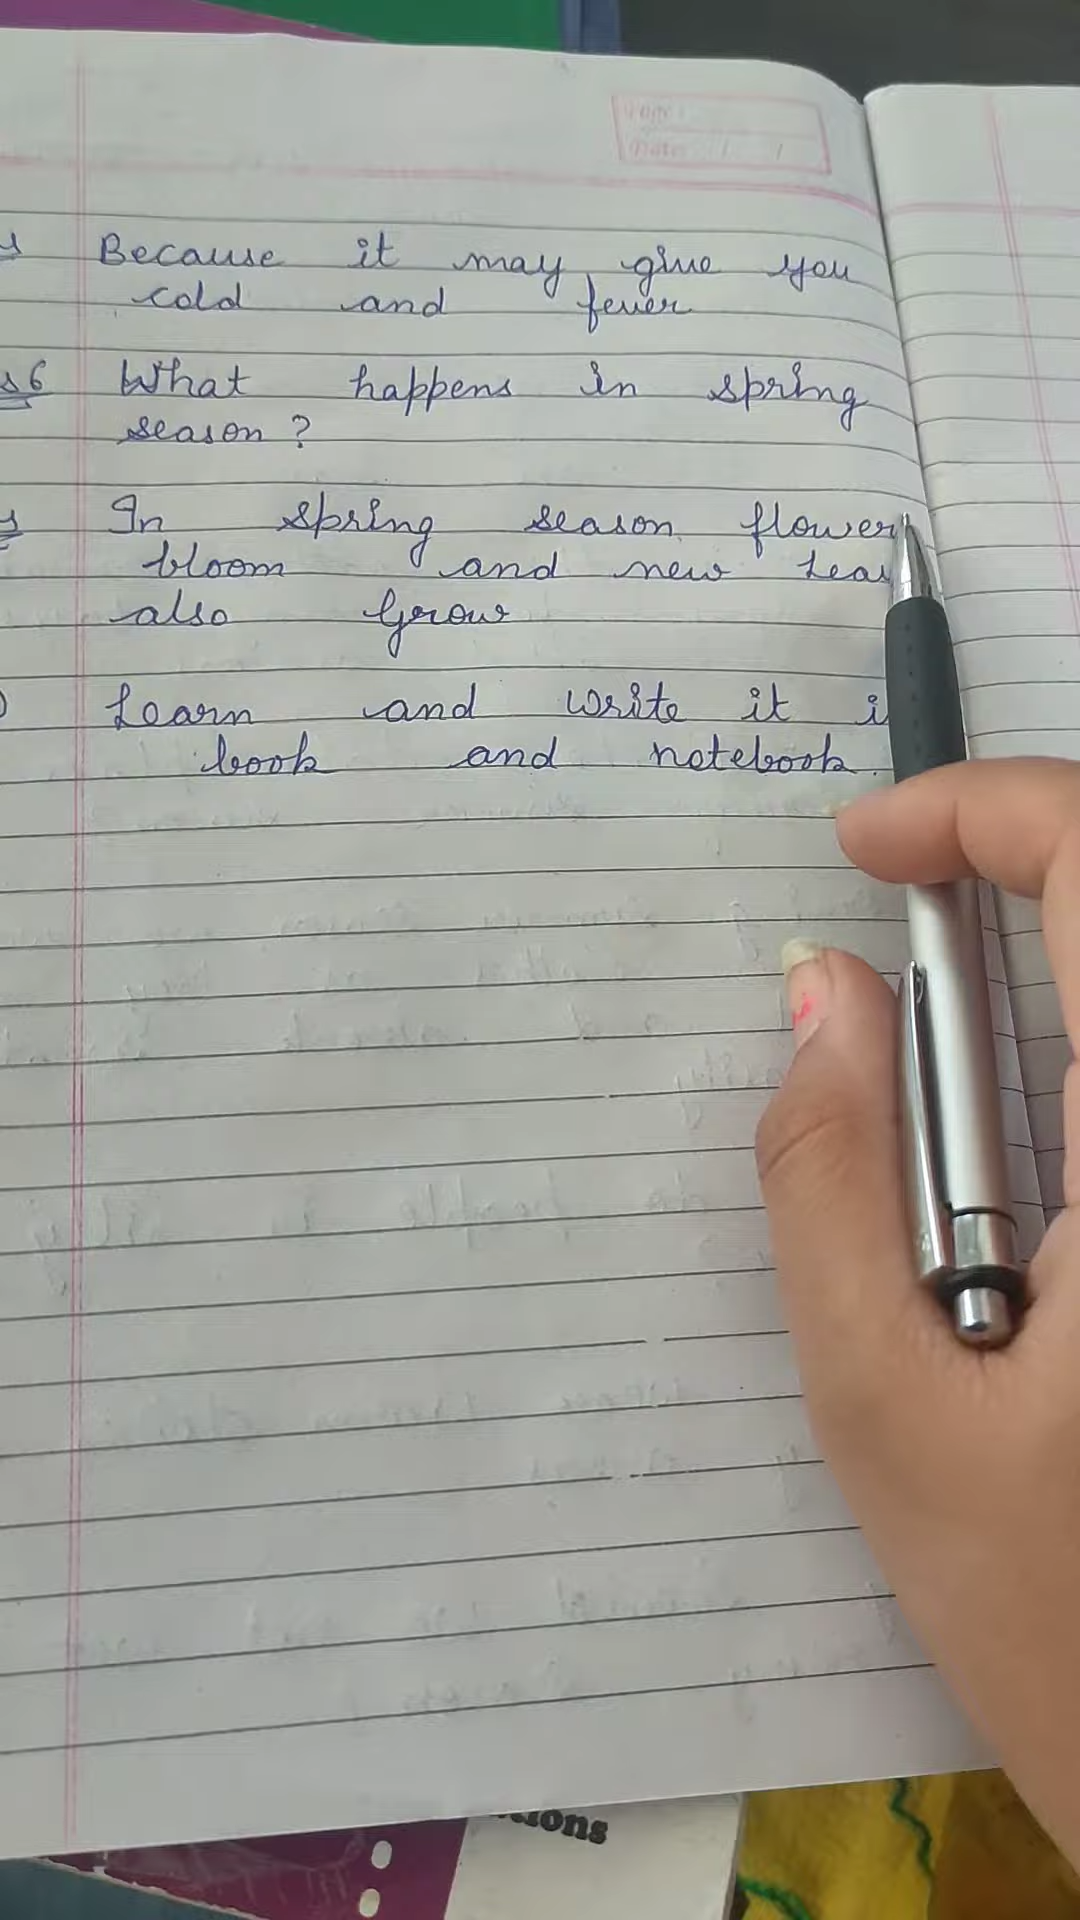 Because it may give you
cold and fever
What happens in spring
season?
In spring season flower
bloom and new
also Grow
Learn and write it
book and notebook.